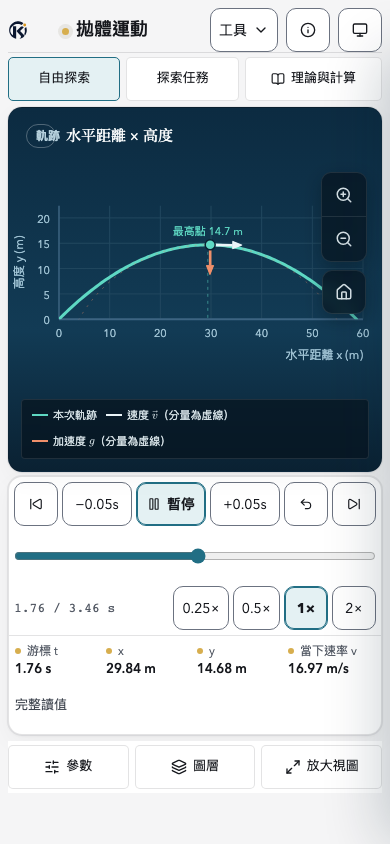 拋體運動
工具
自由探索
探索任務
理論與計算
軌跡 水平距離 × 高度
最高點 14.7 m
高度 y (m)
20
15
10
5
0
0 10 20 30 40 50 60
水平距離 x (m)
本次軌跡 速度 v⃗ (分量為虛線)
加速度 g (分量為虛線)
−0.05s 暫停 +0.05s
1.76 / 3.46 s 0.25× 0.5× 1× 2×
游標 t x y 當下速率 v
1.76 s 29.84 m 14.68 m 16.97 m/s
完整讀值
參數 圖層 放大視圖